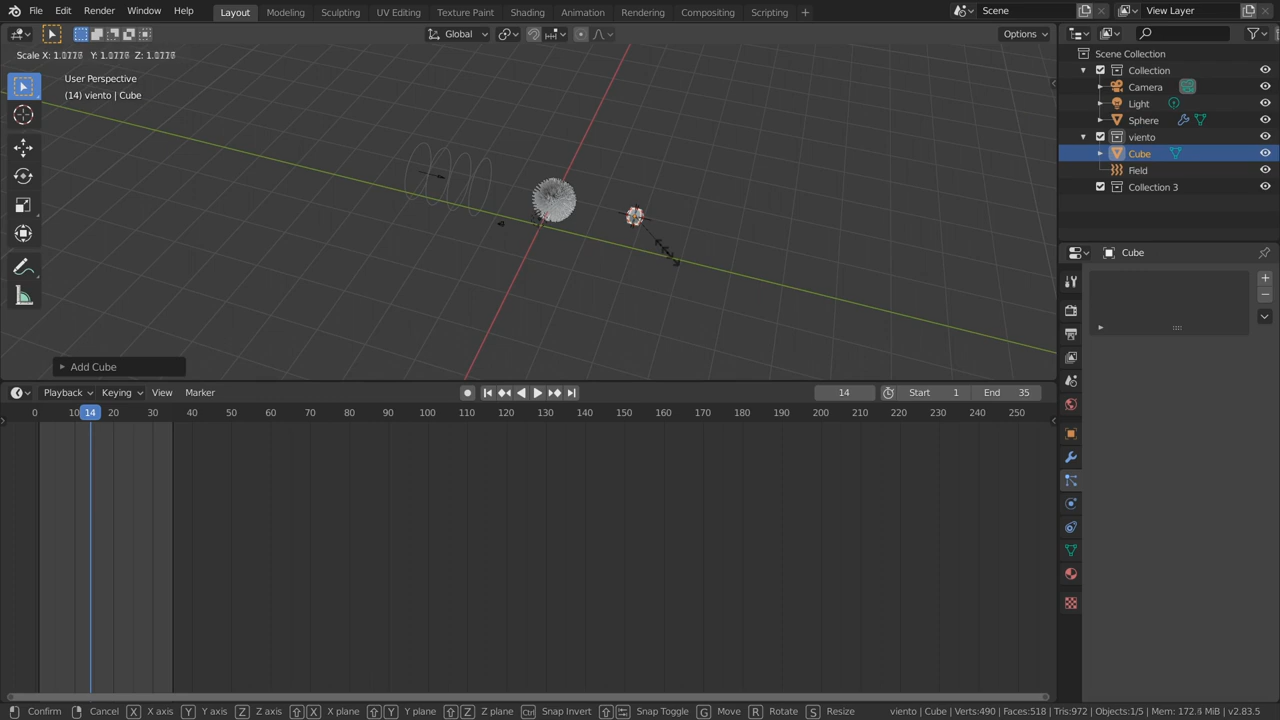 File Edit Render Window Help Layout Modeling Sculpting UV Editing Texture Paint Shading Animation Rendering Compositing Scripting + Scene View Layer
Global Options
Scale X: 1.0776 Y: 1.0776 Z: 1.0776
User Perspective
(14) viento | Cube
Scene Collection
Collection
Camera
Light
Sphere
viento
Cube
Field
Collection 3
Cube
Add Cube
Playback Keying View Marker 14 Start 1 End 35
0 10 14 20 30 40 50 60 70 80 90 100 110 120 130 140 150 160 170 180 190 200 210 220 230 240 250
Confirm Cancel X X axis Y Y axis Z Z axis X X plane Y Y plane Z Z plane Ctrl Snap Invert Snap Toggle G Move R Rotate S Resize viento | Cube | Verts:490 | Faces:518 | Tris:972 | Objects:1/5 | Mem: 172.4 MiB | v2.83.5